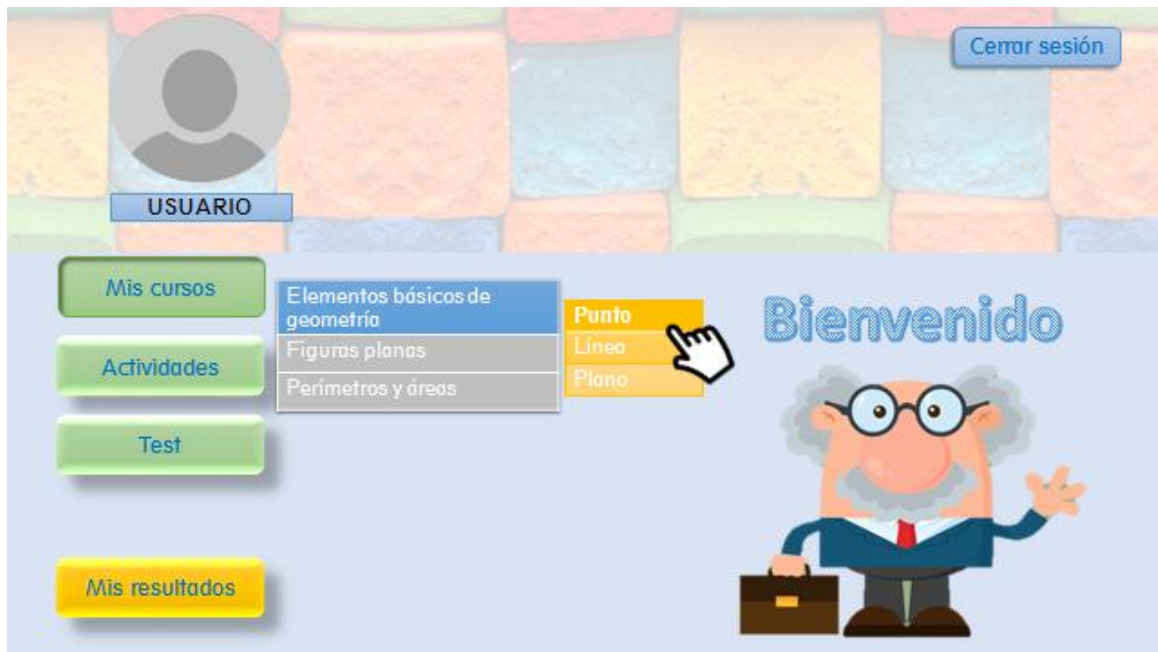 Cerrar sesión
USUARIO
Mis cursos
Elementos básicos de
geometría
Figuras planas
Perímetros y áreas
Punto
Línea
Plano
Bienvenido
Actividades
Test
Mis resultados